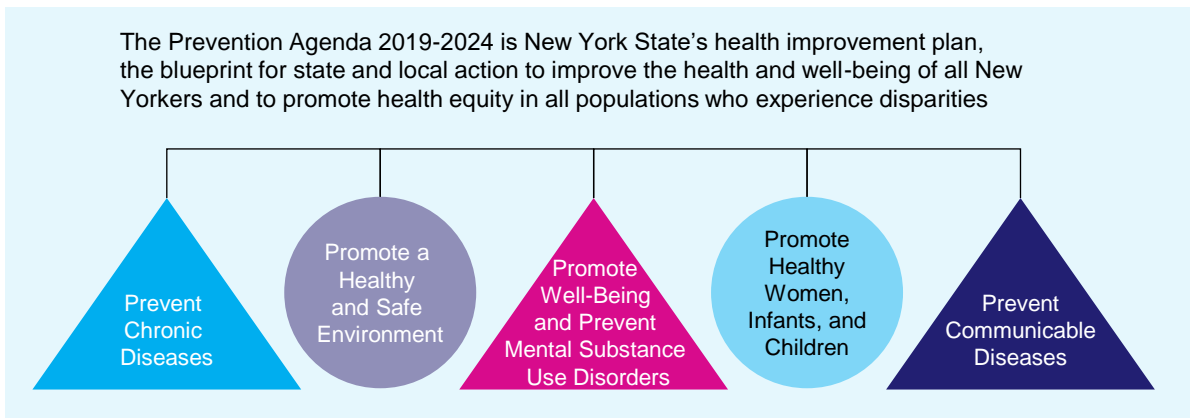 The Prevention Agenda 2019-2024 is New York State’s health improvement plan,
the blueprint for state and local action to improve the health and well-being of all New
Yorkers and to promote health equity in all populations who experience disparities
Prevent
Chronic
Diseases
Promote a
Healthy
and Safe
Environment
Promote
Well-Being
and Prevent
Mental Substance
Use Disorders
Promote
Healthy
Women,
Infants, and
Children
Prevent
Communicable
Diseases